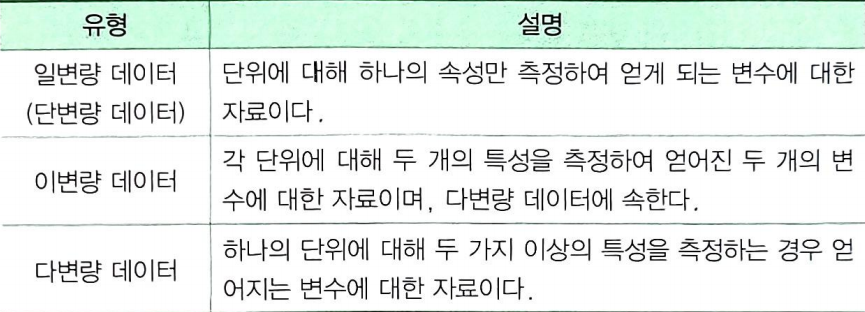 유형 설명
일변량 데이터
(단변량 데이터)
단위에 대해 하나의 속성만 측정하여 얻게 되는 변수에 대한
자료이다.
이변량 데이터
각 단위에 대해 두 개의 특성을 측정하여 얻어진 두 개의 변
수에 대한 자료이며, 다변량 데이터에 속한다.
다변량 데이터
하나의 단위에 대해 두 가지 이상의 특성을 측정하는 경우 얻
어지는 변수에 대한 자료이다.